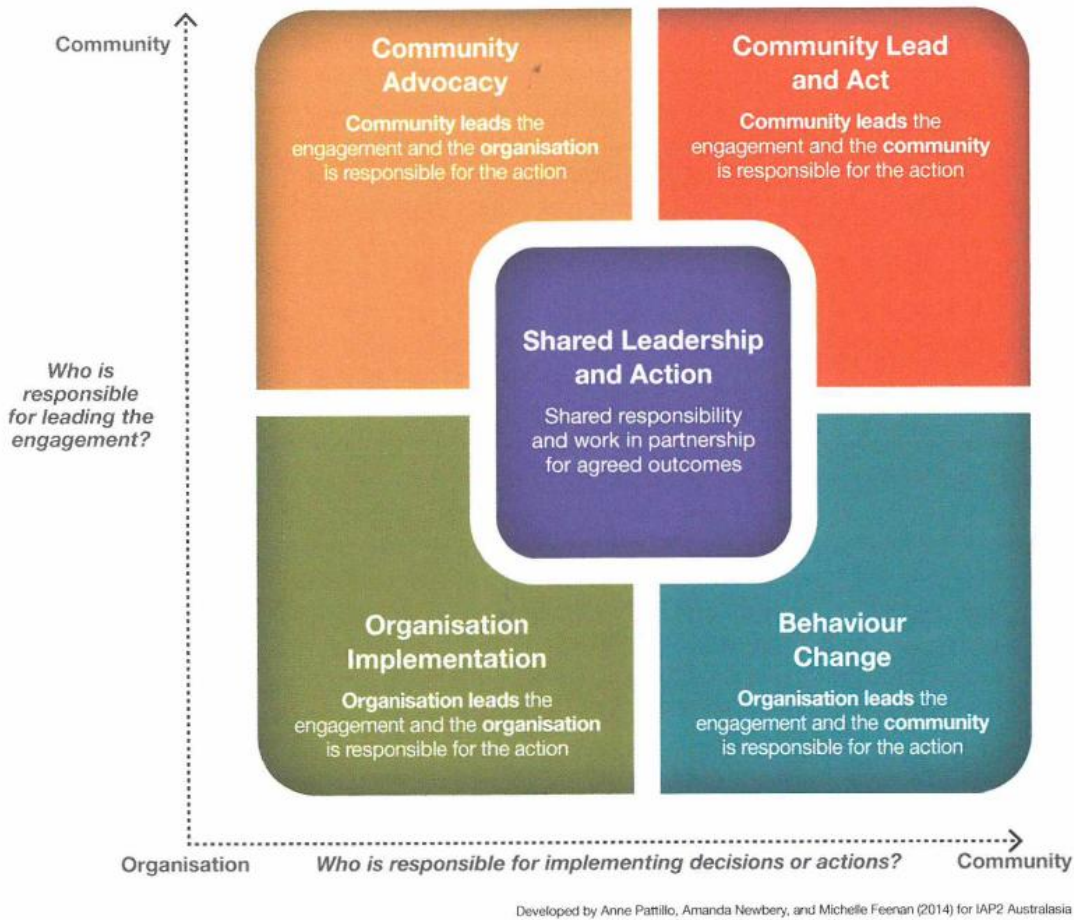 Community
Community
Advocacy
Community leads the
engagement and the organisation
is responsible for the action
Community Lead
and Act
Community leads the
engagement and the community
is responsible for the action
Who is
responsible
for leading the
engagement?
Shared Leadership
and Action
Shared responsibility
and work in partnership
for agreed outcomes
Organisation
Implementation
Organisation leads the
engagement and the organisation
is responsible for the action
Behaviour
Change
Organisation leads the
engagement and the community
is responsible for the action
Organisation
Who is responsible for implementing decisions or actions?
Community
Developed by Anne Pattillo, Amanda Newbery, and Michelle Feenan (2014) for IAP2 Australasia